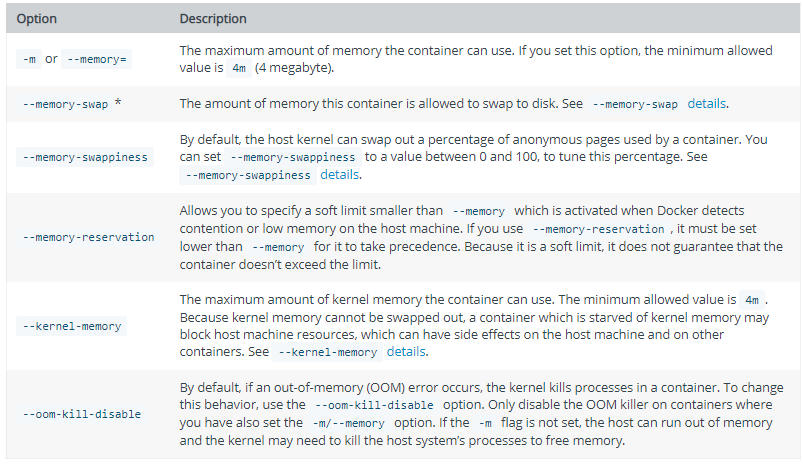 Option Description
-m or --memory= The maximum amount of memory the container can use. If you set this option, the minimum allowed
value is 4m (4 megabyte).
--memory-swap * The amount of memory this container is allowed to swap to disk. See --memory-swap details.
By default, the host kernel can swap out a percentage of anonymous pages used by a container. You
--memory-swappiness can set --memory-swappiness to a value between 0 and 100, to tune this percentage. See
--memory-swappiness details.
Allows you to specify a soft limit smaller than --memory which is activated when Docker detects
contention or low memory on the host machine. If you use --memory-reservation , it must be set
--memory-reservation lower than --memory for it to take precedence. Because it is a soft limit, it does not guarantee that the
container doesn’t exceed the limit.
The maximum amount of kernel memory the container can use. The minimum allowed value is 4m .
Because kernel memory cannot be swapped out, a container which is starved of kernel memory may
--kernel-memory block host machine resources, which can have side effects on the host machine and on other
containers. See --kernel-memory details.
By default, if an out-of-memory (OOM) error occurs, the kernel kills processes in a container. To change
this behavior, use the --oom-kill-disable option. Only disable the OOM killer on containers where
--oom-kill-disable you have also set the -m/--memory option. If the -m flag is not set, the host can run out of memory
and the kernel may need to kill the host system’s processes to free memory.